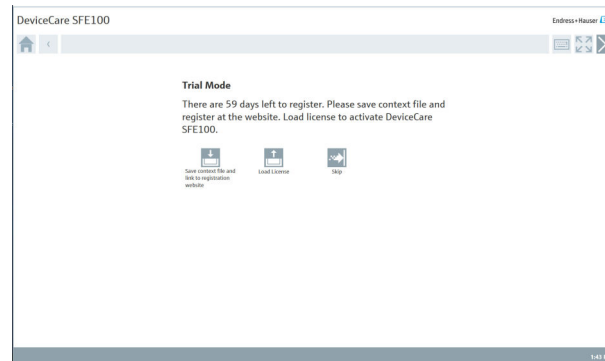 DeviceCare SFE100
Endress+Hauser
Trial Mode
There are 59 days left to register. Please save context file and
register at the website. Load license to activate DeviceCare
SFE100.
Save context file and
link to registration
website
Load License
Skip
1:43